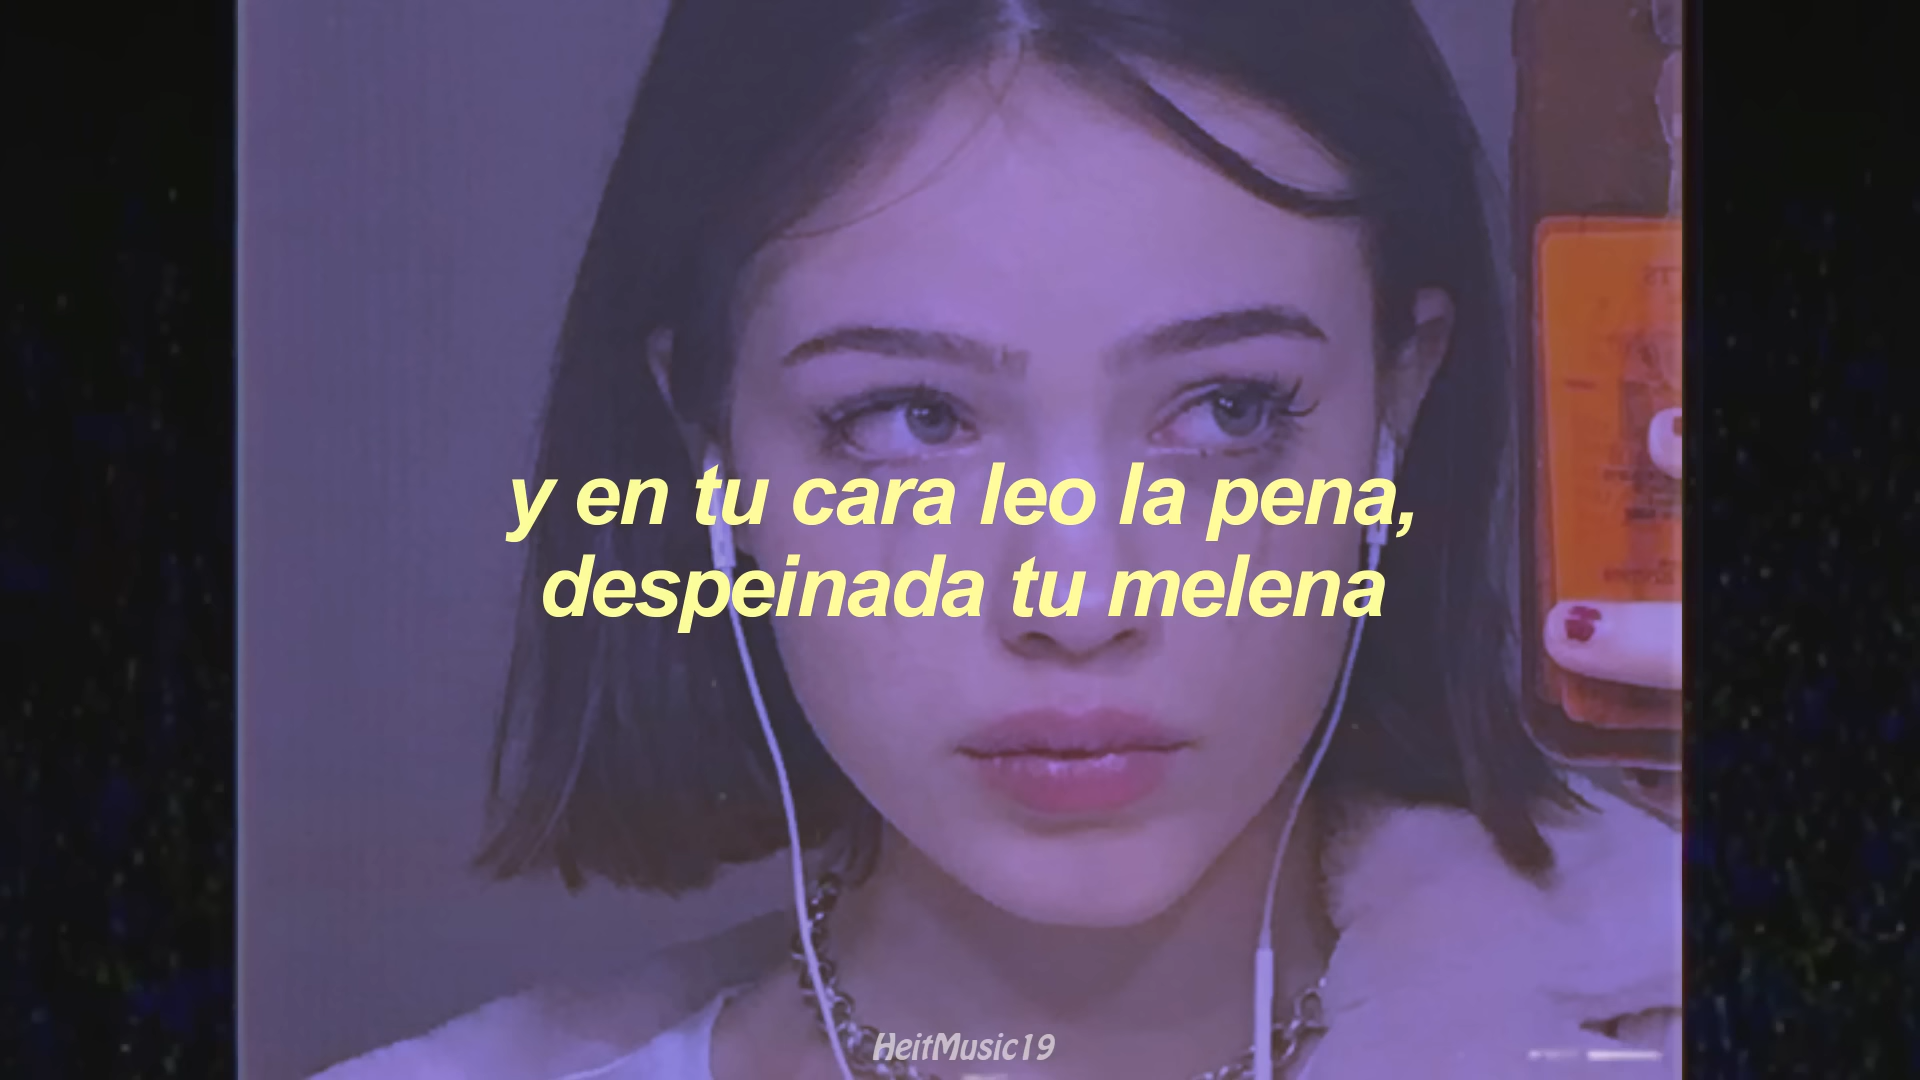 y en tu cara leo la pena,
despeinada tu melena
HeitMusic19